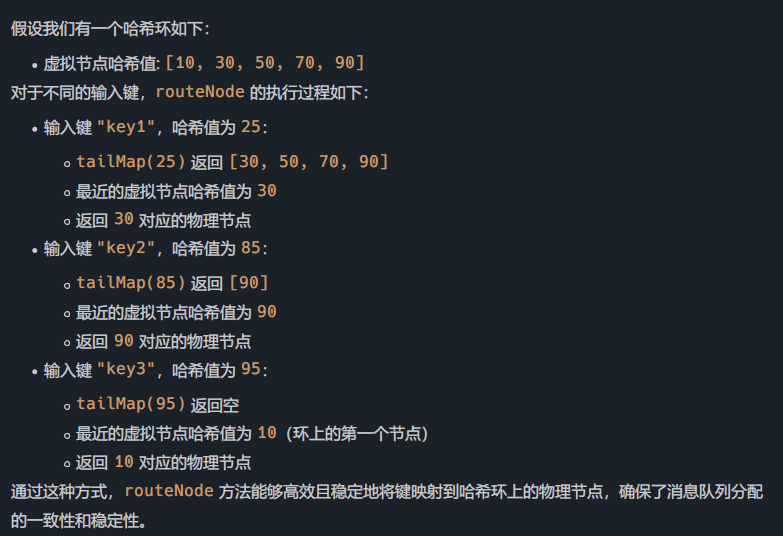 假设我们有一个哈希环如下：
• 虚拟节点哈希值: [10, 30, 50, 70, 90]
对于不同的输入键，routeNode 的执行过程如下：
• 输入键 "key1"，哈希值为 25：
○ tailMap(25) 返回 [30, 50, 70, 90]
○ 最近的虚拟节点哈希值为 30
○ 返回 30 对应的物理节点
• 输入键 "key2"，哈希值为 85：
○ tailMap(85) 返回 [90]
○ 最近的虚拟节点哈希值为 90
○ 返回 90 对应的物理节点
• 输入键 "key3"，哈希值为 95：
○ tailMap(95) 返回空
○ 最近的虚拟节点哈希值为 10（环上的第一个节点）
○ 返回 10 对应的物理节点
通过这种方式，routeNode 方法能够高效且稳定地将键映射到哈希环上的物理节点，确保了消息队列分配
的一致性和稳定性。